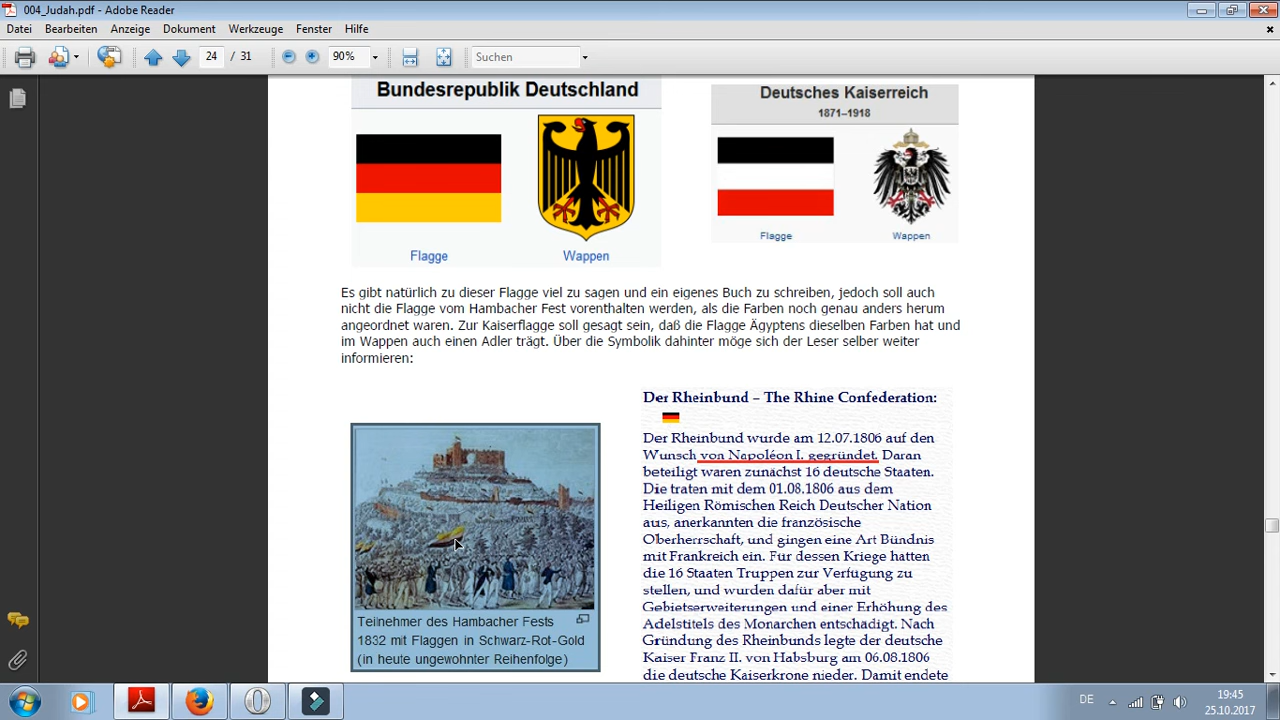 004_Judah.pdf - Adobe Reader
Datei Bearbeiten Anzeige Dokument Werkzeuge Fenster Hilfe
24 / 31 90% Suchen
Bundesrepublik Deutschland
Flagge Wappen
Deutsches Kaiserreich
1871–1918
Flagge Wappen
Es gibt natürlich zu dieser Flagge viel zu sagen und ein eigenes Buch zu schreiben, jedoch soll auch
nicht die Flagge vom Hambacher Fest vorenthalten werden, als die Farben noch genau anders herum
angeordnet waren. Zur Kaiserflagge soll gesagt sein, daß die Flagge Ägyptens dieselben Farben hat und
im Wappen auch einen Adler trägt. Über die Symbolik dahinter möge sich der Leser selber weiter
informieren:
Teilnehmer des Hambacher Fests
1832 mit Flaggen in Schwarz-Rot-Gold
(in heute ungewohnter Reihenfolge)
Der Rheinbund – The Rhine Confederation:
Der Rheinbund wurde am 12.07.1806 auf den
Wunsch von Napoléon I. gegründet. Daran
beteiligt waren zunächst 16 deutsche Staaten.
Die traten mit dem 01.08.1806 aus dem
Heiligen Römischen Reich Deutscher Nation
aus, anerkannten die französische
Oberherrschaft, und gingen eine Art Bündnis
mit Frankreich ein. Für dessen Kriege hatten
die 16 Staaten Truppen zur Verfügung zu
stellen, und wurden dafür aber mit
Gebietserweiterungen und einer Erhöhung des
Adelstitels des Monarchen entschädigt. Nach
Gründung des Rheinbunds legte der deutsche
Kaiser Franz II. von Habsburg am 06.08.1806
die deutsche Kaiserkrone nieder. Damit endete
DE
19:45
25.10.2017